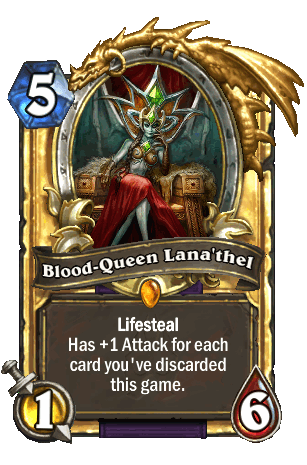 5
Blood-Queen Lana'thel
Lifesteal
Has +1 Attack for each
card you've discarded
this game.
1
6